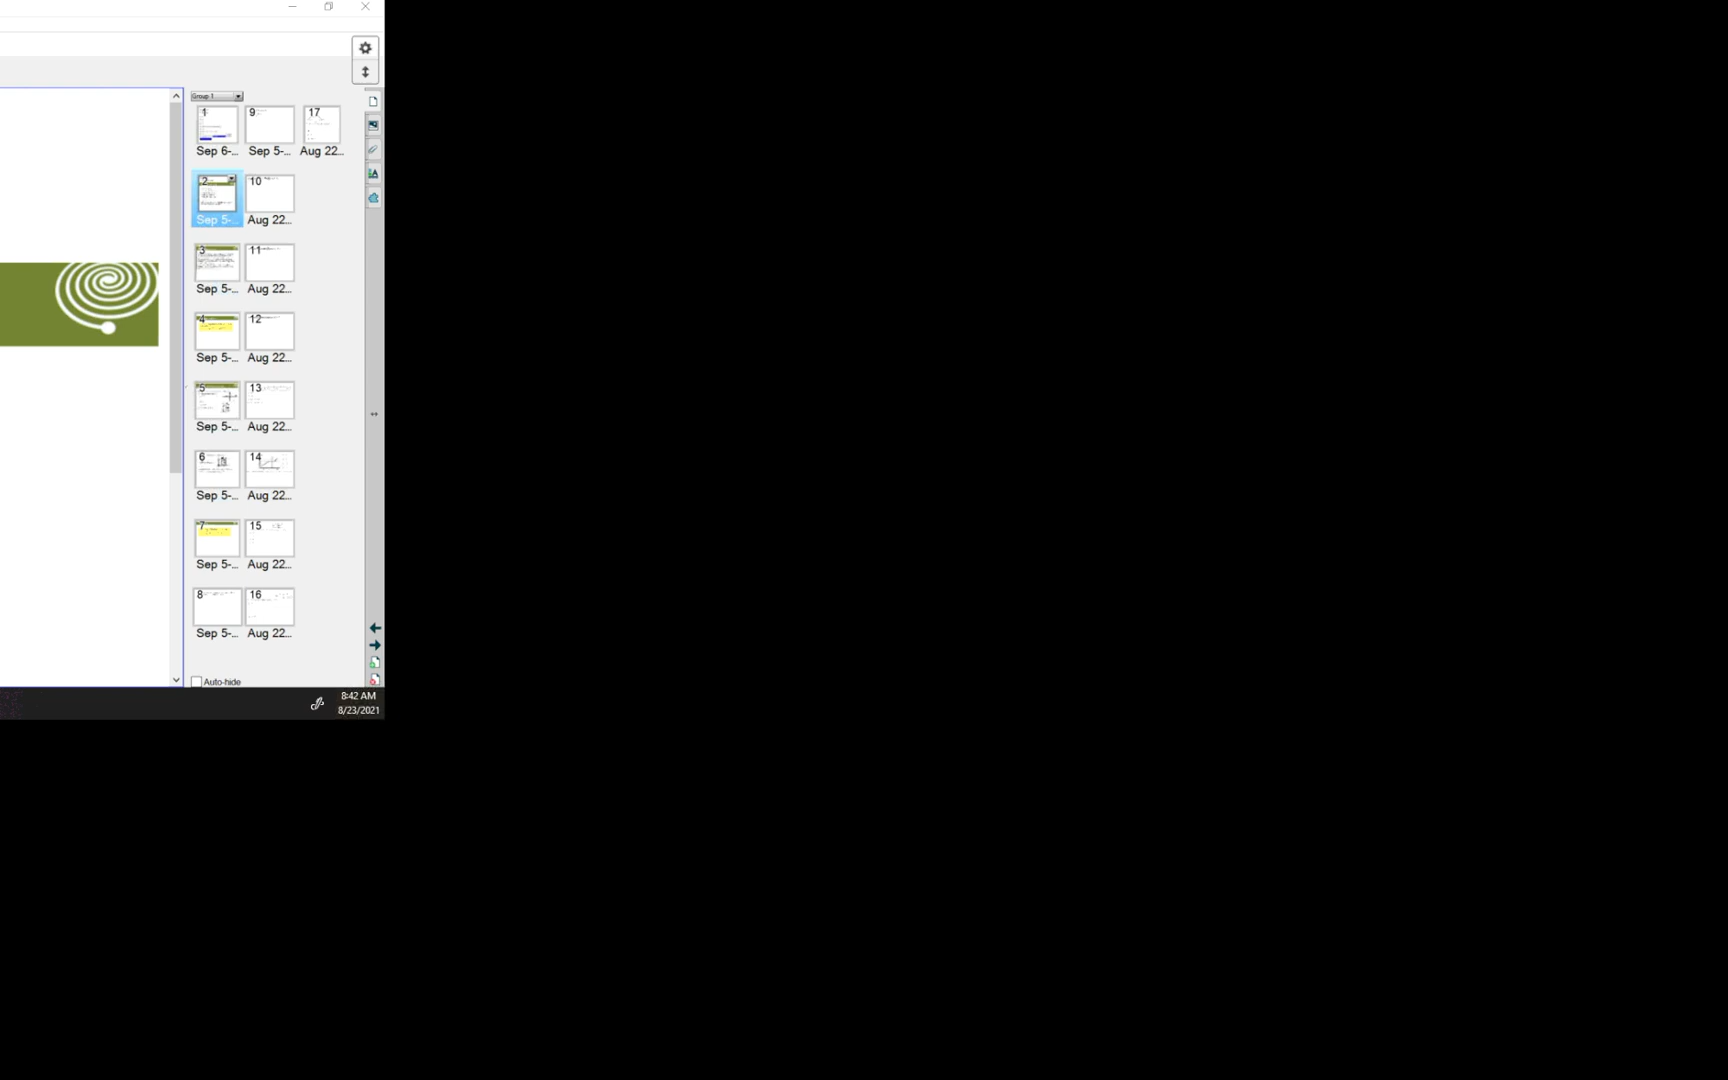 Group 1
1 9 17
Sep 6-... Sep 5-... Aug 22...
2 10
Sep 5-... Aug 22...
3 11
Sep 5-... Aug 22...
4 12
Sep 5-... Aug 22...
5 13
Sep 5-... Aug 22...
6 14
Sep 5-... Aug 22...
7 15
Sep 5-... Aug 22...
8 16
Sep 5-... Aug 22...
Auto-hide
8:42 AM
8/23/2021